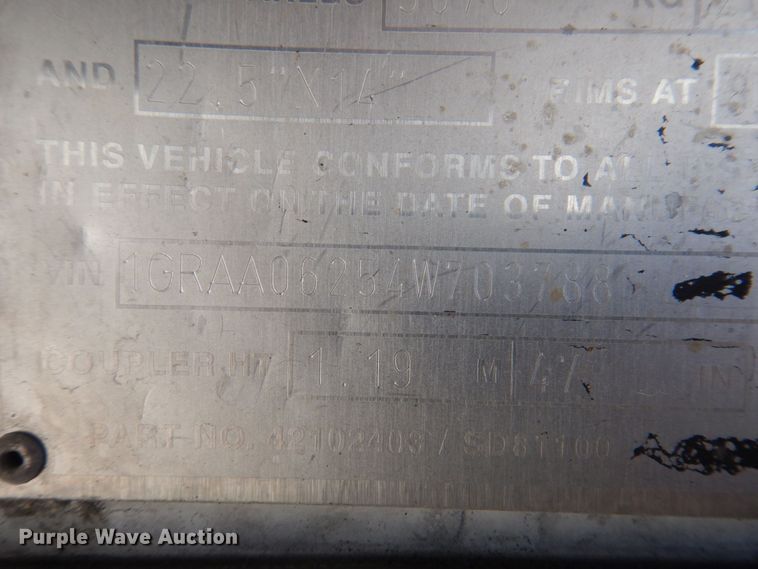 AND 22.5"X14" RIMS AT
THIS VEHICLE CONFORMS TO
IN EFFECT ON THE DATE OF
VIN 1GRAA06254W703788
COUPLER HT 1.19 M 47 IN
PART NO. 42102403 / SD81100
Purple Wave Auction